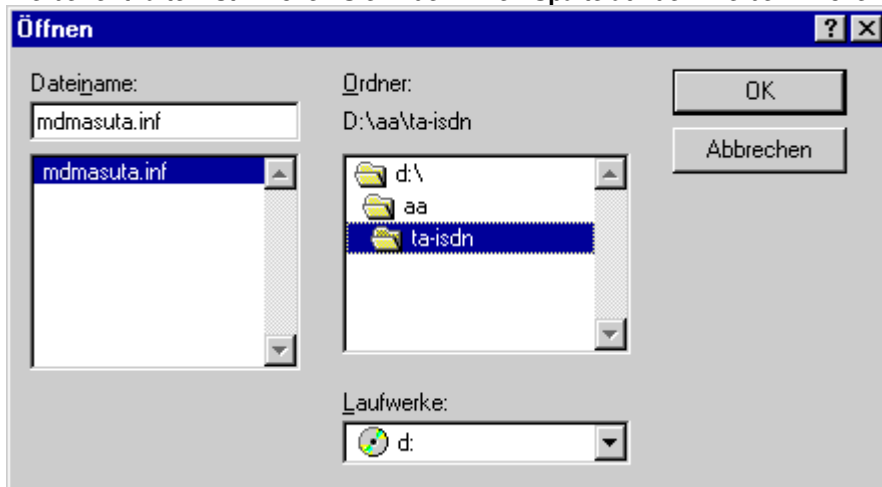 Öffnen
Dateiname:
mdmasuta.inf
mdmasuta.inf
Ordner:
D:\aa\ta-isdn
d:\
aa
ta-isdn
Laufwerke:
d:
OK
Abbrechen